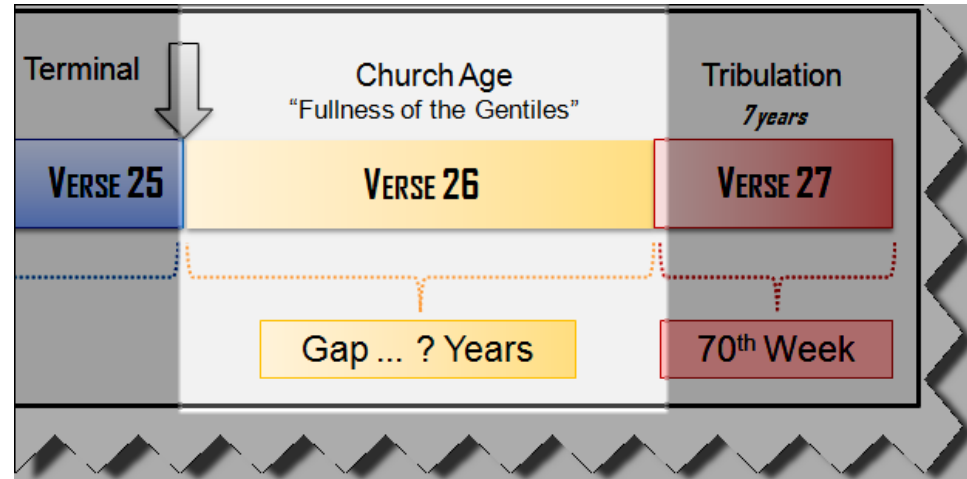 Terminal
Church Age
“Fullness of the Gentiles”
Tribulation
7 years
VERSE 25
VERSE 26
VERSE 27
Gap ... ? Years
70th Week